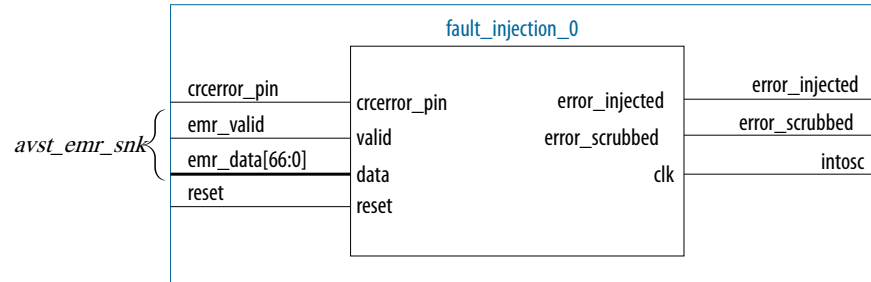 fault_injection_0
crcerror_pin
crcerror_pin
error_injected
error_injected
emr_valid
valid
error_scrubbed
error_scrubbed
avst_emr_snk
emr_data[66:0]
data
clk
intosc
reset
reset